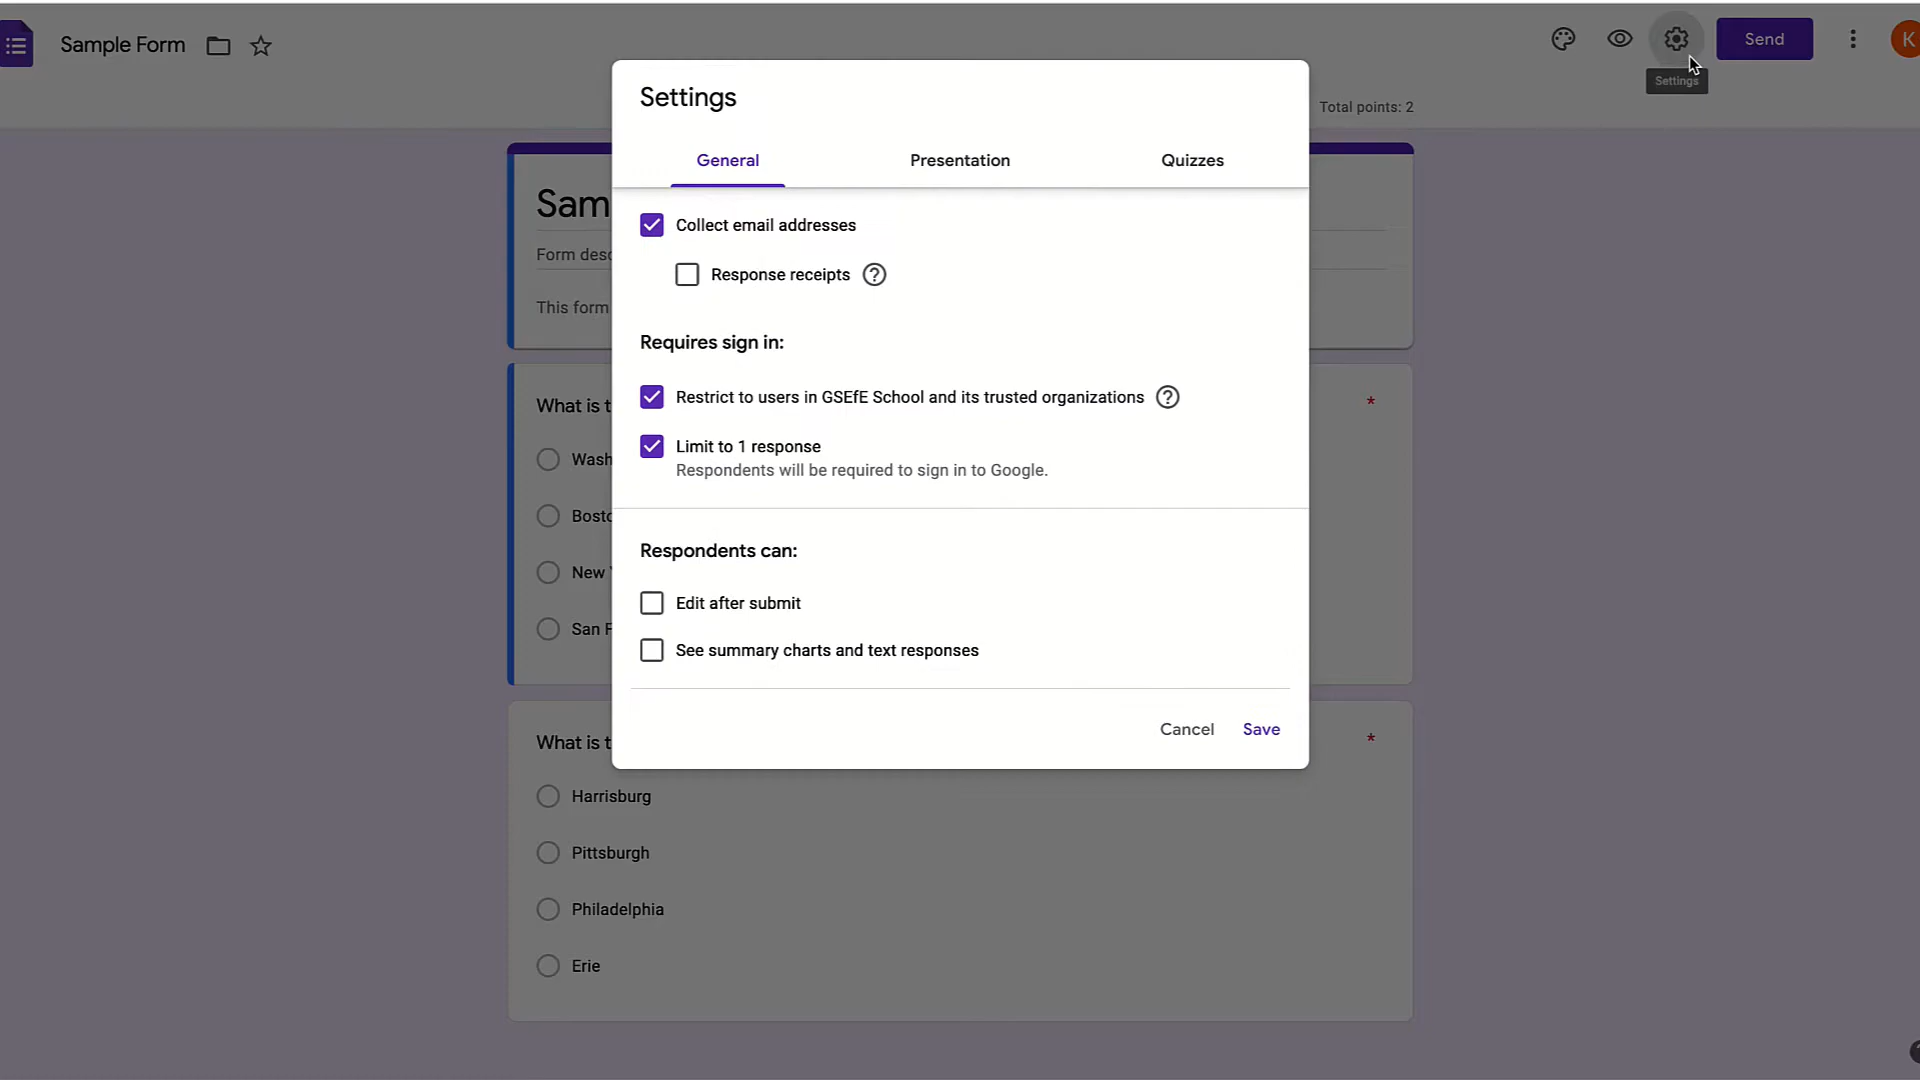 Sample Form
Send
K
Settings
Total points: 2
Settings
General
Presentation
Quizzes
Sam
Form desc
This form
Collect email addresses
Response receipts
Requires sign in:
Restrict to users in GSEfE School and its trusted organizations
Limit to 1 response
Respondents will be required to sign in to Google.
What is t
*
Wash
Bosto
New
San F
Respondents can:
Edit after submit
See summary charts and text responses
Cancel
Save
What is t
*
Harrisburg
Pittsburgh
Philadelphia
Erie